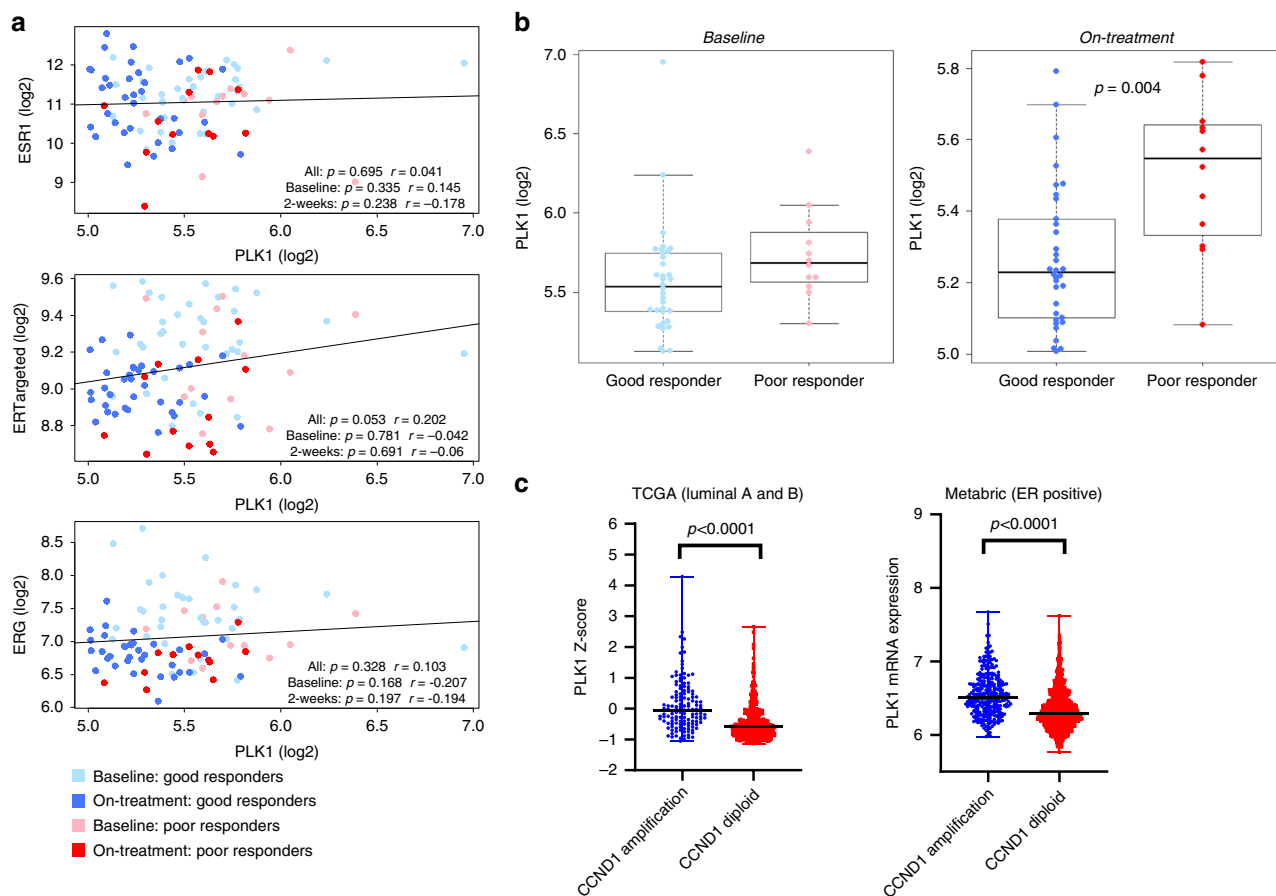 a
ESR1 (log2)
12
11
10
9
All: p = 0.695 r = 0.041
Baseline: p = 0.335 r = 0.145
2-weeks: p = 0.238 r = −0.178
5.0 5.5 6.0 6.5 7.0
PLK1 (log2)
ERTargeted (log2)
9.6
9.4
9.2
9.0
8.8
All: p = 0.053 r = 0.202
Baseline: p = 0.781 r = −0.042
2-weeks: p = 0.691 r = −0.06
5.0 5.5 6.0 6.5 7.0
PLK1 (log2)
ERG (log2)
8.5
8.0
7.5
7.0
6.5
6.0
All: p = 0.328 r = 0.103
Baseline: p = 0.168 r = -0.207
2-weeks: p = 0.197 r = -0.194
5.0 5.5 6.0 6.5 7.0
PLK1 (log2)
Baseline: good responders
On-treatment: good responders
Baseline: poor responders
On-treatment: poor responders
b
Baseline
PLK1 (log2)
7.0
6.5
6.0
5.5
Good responder Poor responder
On-treatment
p = 0.004
PLK1 (log2)
5.8
5.6
5.4
5.2
5.0
Good responder Poor responder
c
TCGA (luminal A and B)
p<0.0001
PLK1 Z-score
6
5
4
3
2
1
0
−1
−2
CCND1 amplification
CCND1 diploid
Metabric (ER positive)
p<0.0001
PLK1 mRNA expression
9
8
7
6
CCND1 amplification
CCND1 diploid